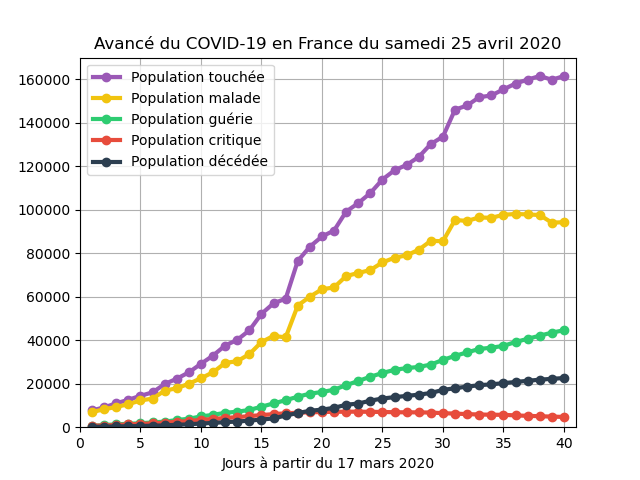 Avancé du COVID-19 en France du samedi 25 avril 2020
160000
140000
120000
100000
80000
60000
40000
20000
0
Population touchée
Population malade
Population guérie
Population critique
Population décédée
0 5 10 15 20 25 30 35 40
Jours à partir du 17 mars 2020